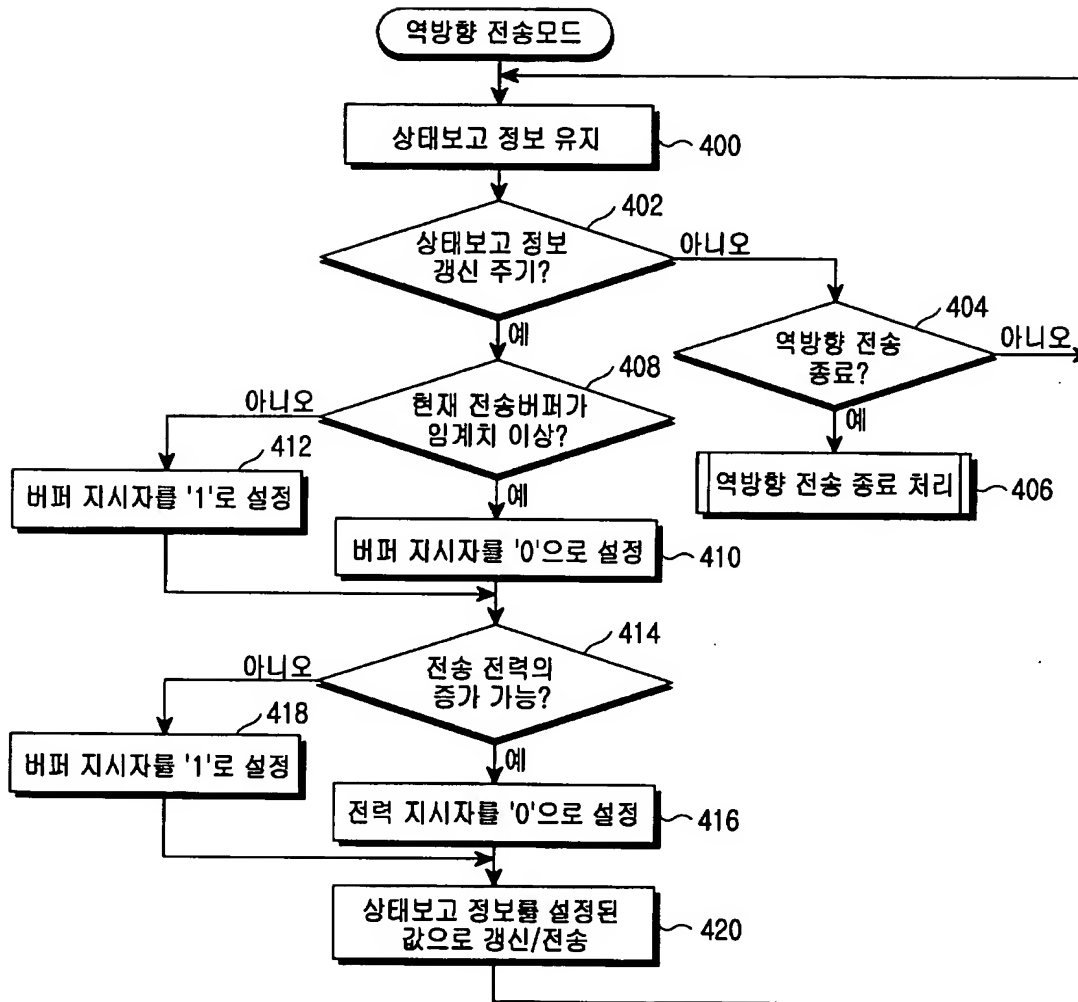 역방향 전송모드
상태보고 정보 유지
400
402
상태보고 정보
갱신 주기?
아니오
예
404
역방향 전송
종료?
아니오
예
역방향 전송 종료 처리
406
408
현재 전송버퍼가
임계치 이상?
아니오
예
412
버퍼 지시자를 '1'로 설정
버퍼 지시자를 '0'으로 설정
410
414
전송 전력의
증가 가능?
아니오
예
418
버퍼 지시자를 '1'로 설정
전력 지시자를 '0'으로 설정
416
상태보고 정보를 설정된
값으로 갱신/전송
420